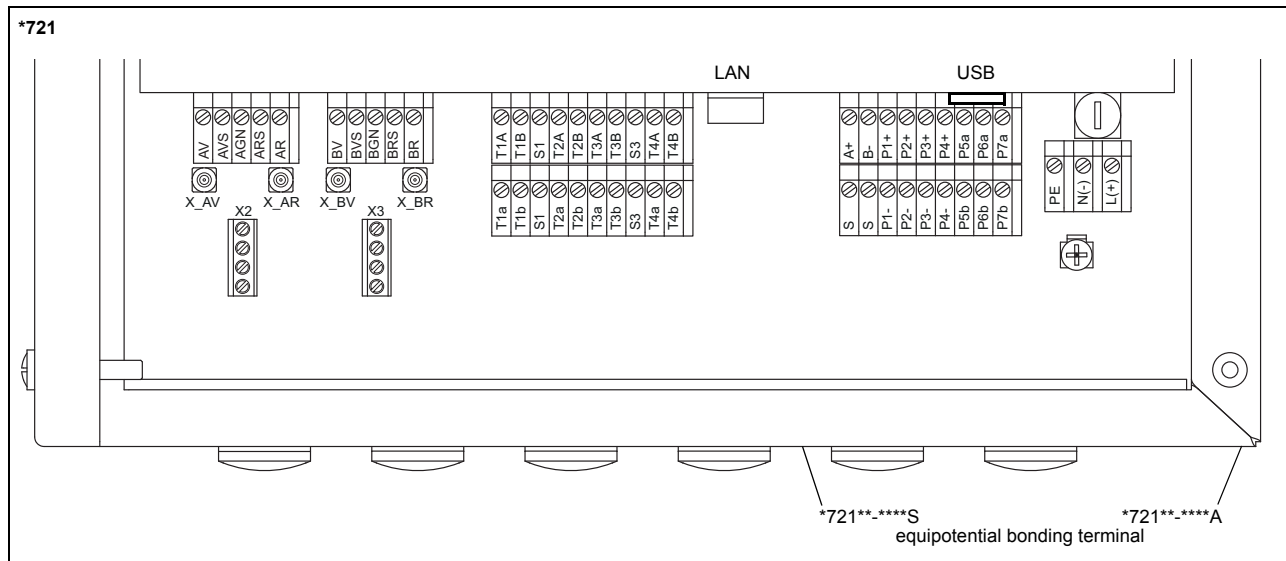 *721
LAN USB
AV AVS AGN ARS AR BV BVS BGN BRS BR T1A T1B S1 T2A T2B T3A T3B S3 T4A T4B A+ B- P1+ P2+ P3+ P4+ P5a P6a P7a
PE N(-) L(+)
X_AV X_AR X_BV X_BR
T1a T1b S1 T2a T2b T3a T3b S3 T4a T4b S S P1- P2- P3- P4- P5b P6b P7b
X2 X3
*721**-****S *721**-****A
equipotential bonding terminal